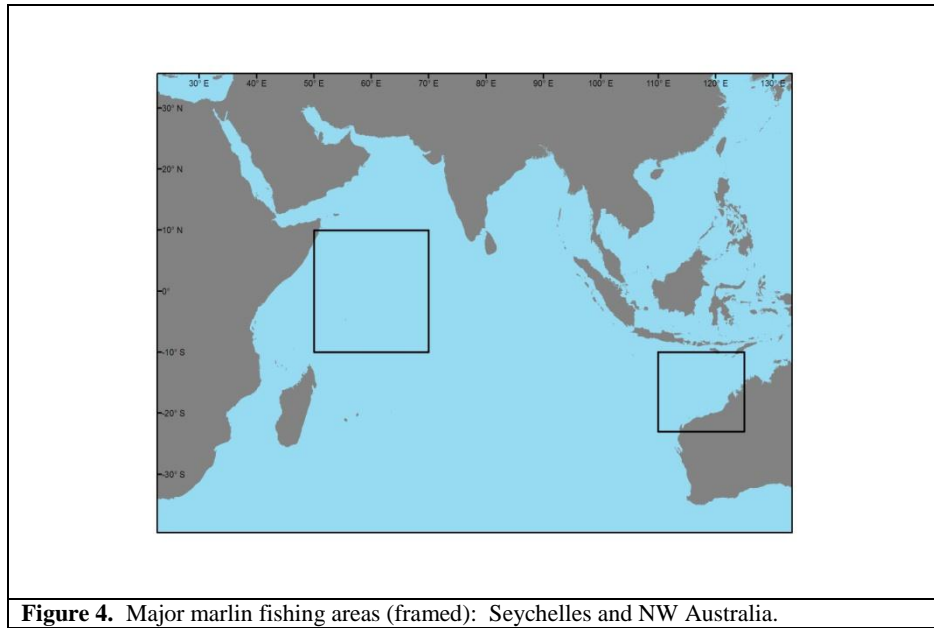 30° E 40° E 50° E 60° E 70° E 80° E 90° E 100° E 110° E 120° E 130° E
30° N
20° N
10° N
0°
10° S
20° S
30° S
Figure 4. Major marlin fishing areas (framed): Seychelles and NW Australia.